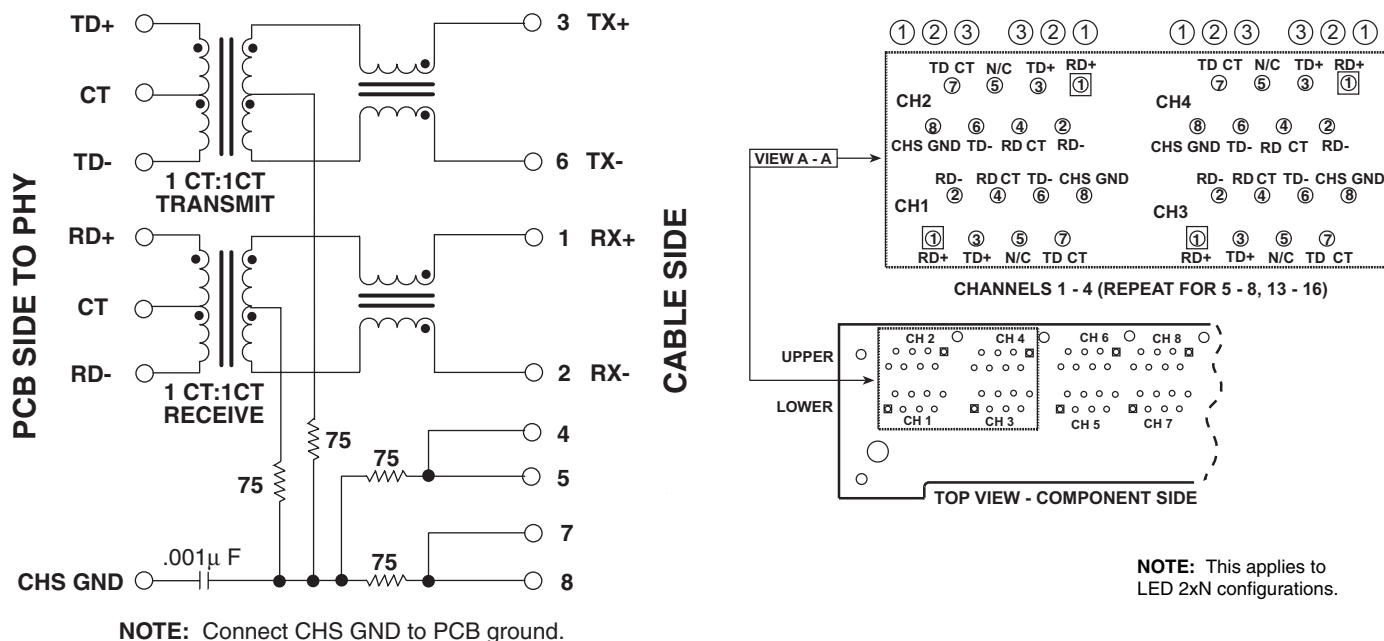 TD+
CT
TD-
1 CT:1CT
TRANSMIT
RD+
CT
RD-
1 CT:1CT
RECEIVE
PCB SIDE TO PHY
3 TX+
6 TX-
1 RX+
2 RX-
75
75
75
75
4
5
7
8
CHS GND
.001µ F
NOTE: Connect CHS GND to PCB ground.
CABLE SIDE
1 2 3 3 2 1 1 2 3 3 2 1
TD CT N/C TD+ RD+
7 5 3 1
CH2
8 6 4 2
CHS GND TD- RD CT RD-
TD CT N/C TD+ RD+
7 5 3 1
CH4
8 6 4 2
CHS GND TD- RD CT RD-
VIEW A - A
RD- RD CT TD- CHS GND
2 4 6 8
CH1
1 3 5 7
RD+ TD+ N/C TD CT
RD- RD CT TD- CHS GND
2 4 6 8
CH3
1 3 5 7
RD+ TD+ N/C TD CT
CHANNELS 1 - 4 (REPEAT FOR 5 - 8, 13 - 16)
UPPER
LOWER
CH 2 CH 4 CH 6 CH 8
CH 1 CH 3 CH 5 CH 7
TOP VIEW - COMPONENT SIDE
NOTE: This applies to
LED 2xN configurations.